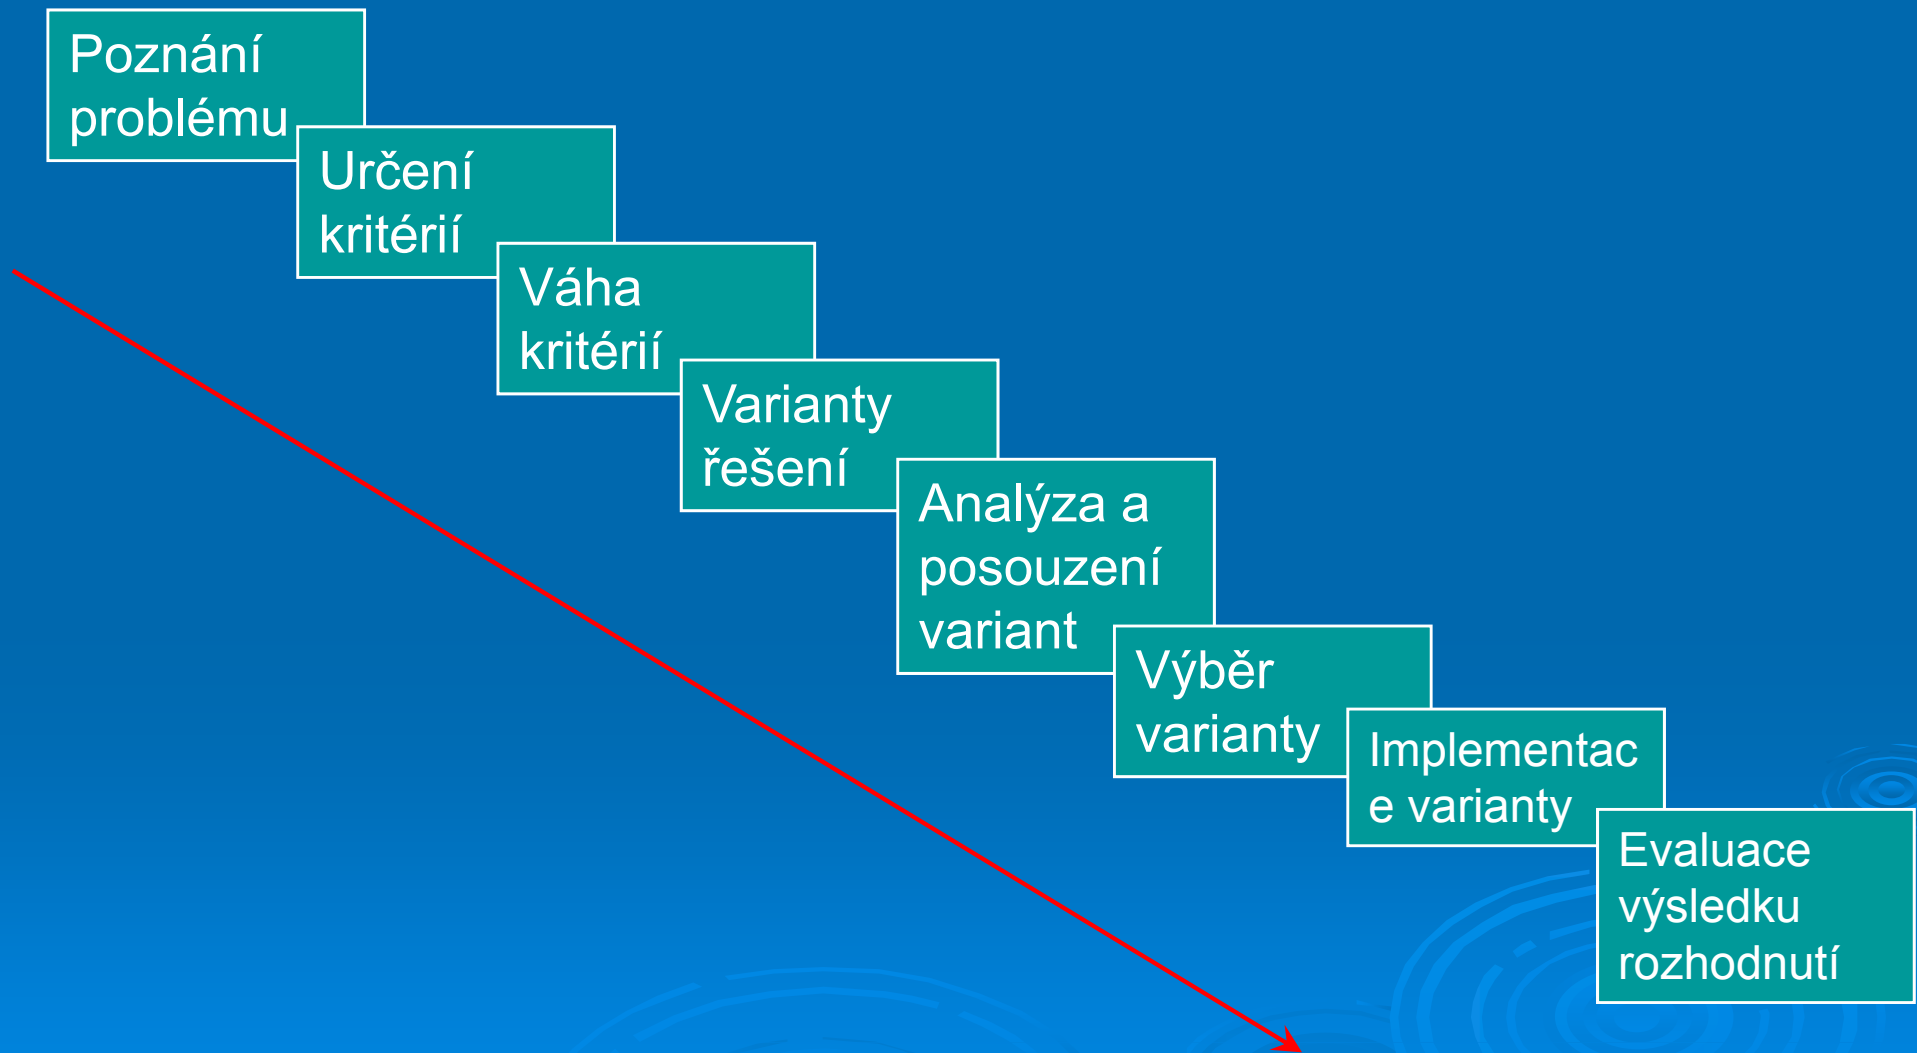 Poznání
problému
Určení
kritérií
Váha
kritérií
Varianty
řešení
Analýza a
posouzení
variant
Výběr
varianty
Implementac
e varianty
Evaluace
výsledku
rozhodnutí